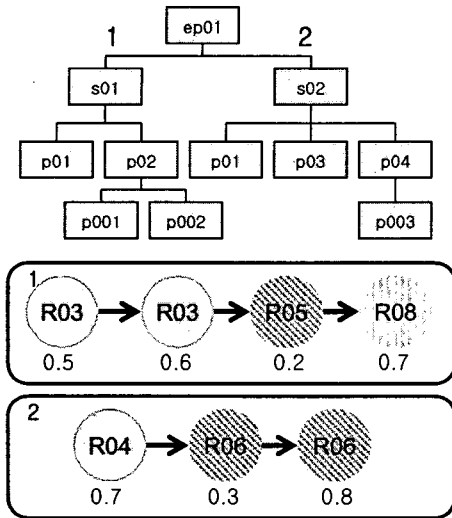 1 ep01 2
s01 s02
p01 p02 p01 p03 p04
p001 p002 p003
1
R03 R03 R05 R08
0.5 0.6 0.2 0.7
2
R04 R06 R06
0.7 0.3 0.8